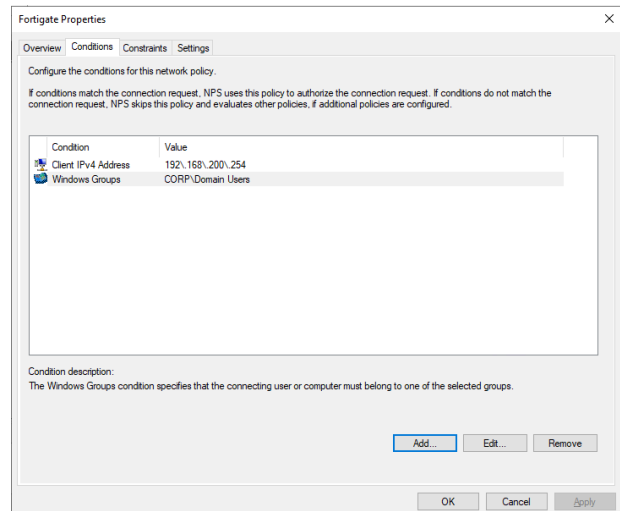 Fortigate Properties
Overview Conditions Constraints Settings
Configure the conditions for this network policy.
If conditions match the connection request, NPS uses this policy to authorize the connection request. If conditions do not match the
connection request, NPS skips this policy and evaluates other policies, if additional policies are configured.
Condition Value
Client IPv4 Address 192\.168\.200\.254
Windows Groups CORP\Domain Users
Condition description:
The Windows Groups condition specifies that the connecting user or computer must belong to one of the selected groups.
Add... Edit... Remove
OK Cancel Apply